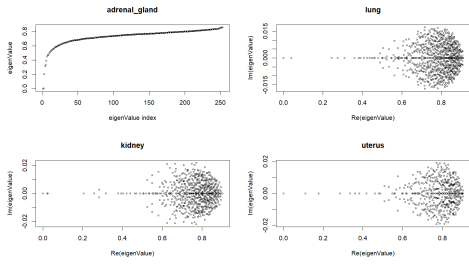 adrenal_gland
eigenValue
0.0 0.2 0.4 0.6 0.8
0 50 100 150 200 250
eigenValue index
lung
Im(eigenValue)
-0.015 0.000 0.015
0.0 0.2 0.4 0.6 0.8
Re(eigenValue)
kidney
Im(eigenValue)
-0.02 0.00 0.02
0.0 0.2 0.4 0.6 0.8
Re(eigenValue)
uterus
Im(eigenValue)
-0.02 0.00 0.02
0.0 0.2 0.4 0.6 0.8
Re(eigenValue)